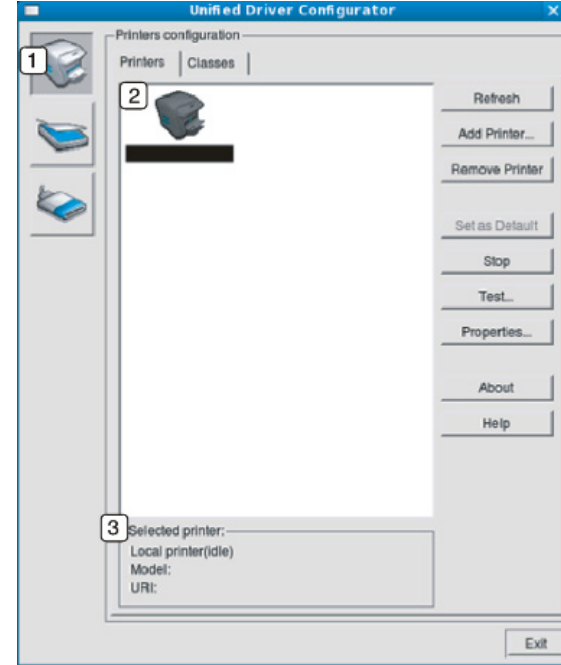 Unified Driver Configurator
Printers configuration
1
Printers
Classes
2
Refresh
Add Printer...
Remove Printer
Set as Default
Stop
Test...
Properties...
About
Help
3
Selected printer:
Local printer(idle)
Model:
URI:
Exit